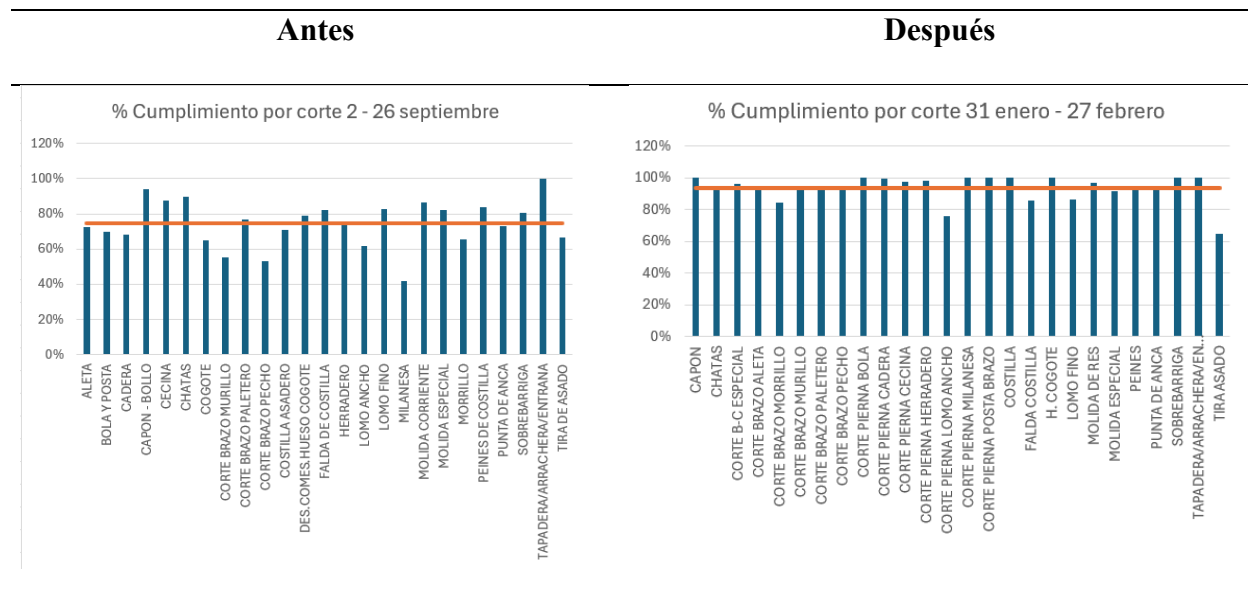 Antes
Después
% Cumplimiento por corte 2 - 26 septiembre
120%
100%
80%
60%
40%
20%
0%
ALETA
BOLA Y POSTA
CADERA
CAPON - BOLLO
CECINA
CHATAS
COGOTE
CORTE BRAZO MURILLO
CORTE BRAZO PALETERO
CORTE BRAZO PECHO
COSTILLA ASADERO
DES.COMES.HUESO COGOTE
FALDA DE COSTILLA
HERRADERO
LOMO ANCHO
LOMO FINO
MILANESA
MOLIDA CORRIENTE
MOLIDA ESPECIAL
MORRILLO
PEINES DE COSTILLA
PUNTA DE ANCA
SOBREBARRIGA
TAPADERA/ARRACHERA/ENTRANA
TIRA DE ASADO
% Cumplimiento por corte 31 enero - 27 febrero
120%
100%
80%
60%
40%
20%
0%
CAPON
CHATAS
CORTE B-C ESPECIAL
CORTE BRAZO ALETA
CORTE BRAZO MORRILLO
CORTE BRAZO MURILLO
CORTE BRAZO PALETERO
CORTE BRAZO PECHO
CORTE PIERNA BOLA
CORTE PIERNA CADERA
CORTE PIERNA CECINA
CORTE PIERNA HERRADERO
CORTE PIERNA LOMO ANCHO
CORTE PIERNA MILANESA
CORTE PIERNA POSTA BRAZO
COSTILLA
FALDA COSTILLA
H. COGOTE
LOMO FINO
MOLIDA DE RES
MOLIDA ESPECIAL
PEINES
PUNTA DE ANCA
SOBREBARRIGA
TAPADERA/ARRACHERA/EN...
TIRA ASADO